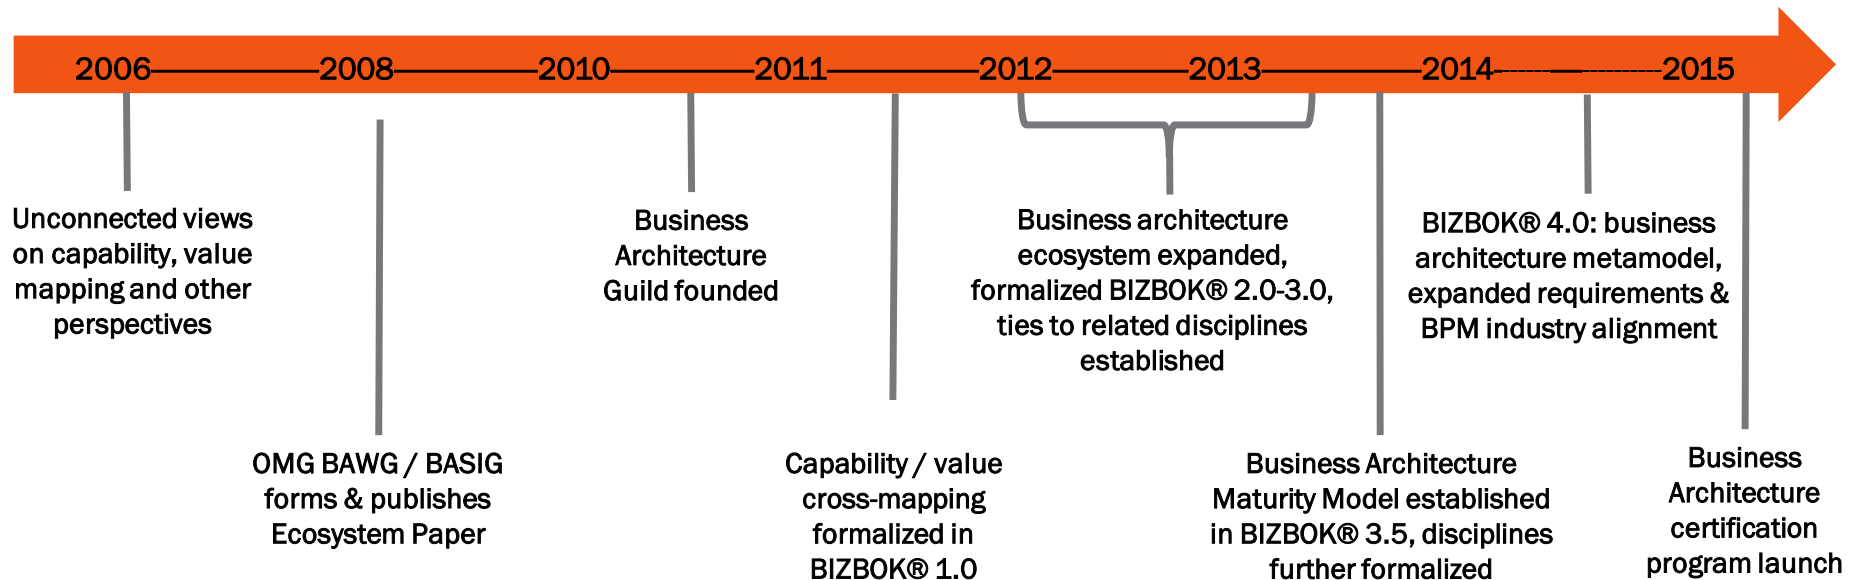 2006 2008 2010 2011 2012 2013 2014 2015
Unconnected views
on capability, value
mapping and other
perspectives
OMG BAWG / BASIG
forms & publishes
Ecosystem Paper
Business
Architecture
Guild founded
Capability / value
cross-mapping
formalized in
BIZBOK® 1.0
Business architecture
ecosystem expanded,
formalized BIZBOK® 2.0-3.0,
ties to related disciplines
established
Business Architecture
Maturity Model established
in BIZBOK® 3.5, disciplines
further formalized
BIZBOK® 4.0: business
architecture metamodel,
expanded requirements &
BPM industry alignment
Business
Architecture
certification
program launch